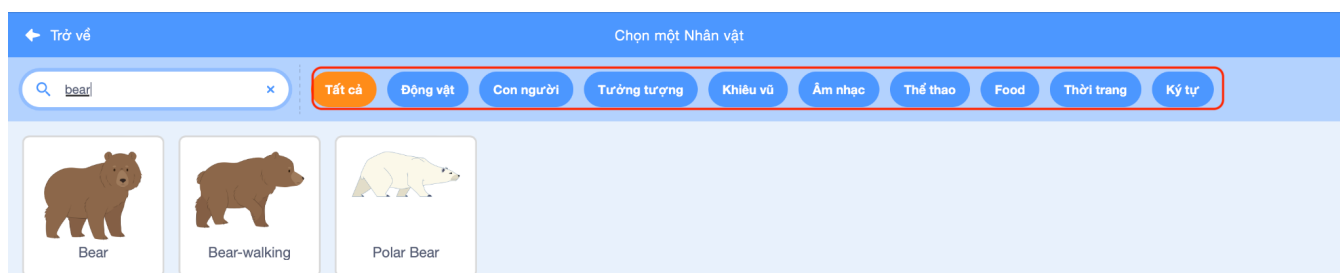 Trở về
Chọn một Nhân vật
bear
Tất cả Động vật Con người Tưởng tượng Khiêu vũ Âm nhạc Thể thao Food Thời trang Ký tự
Bear Bear-walking Polar Bear